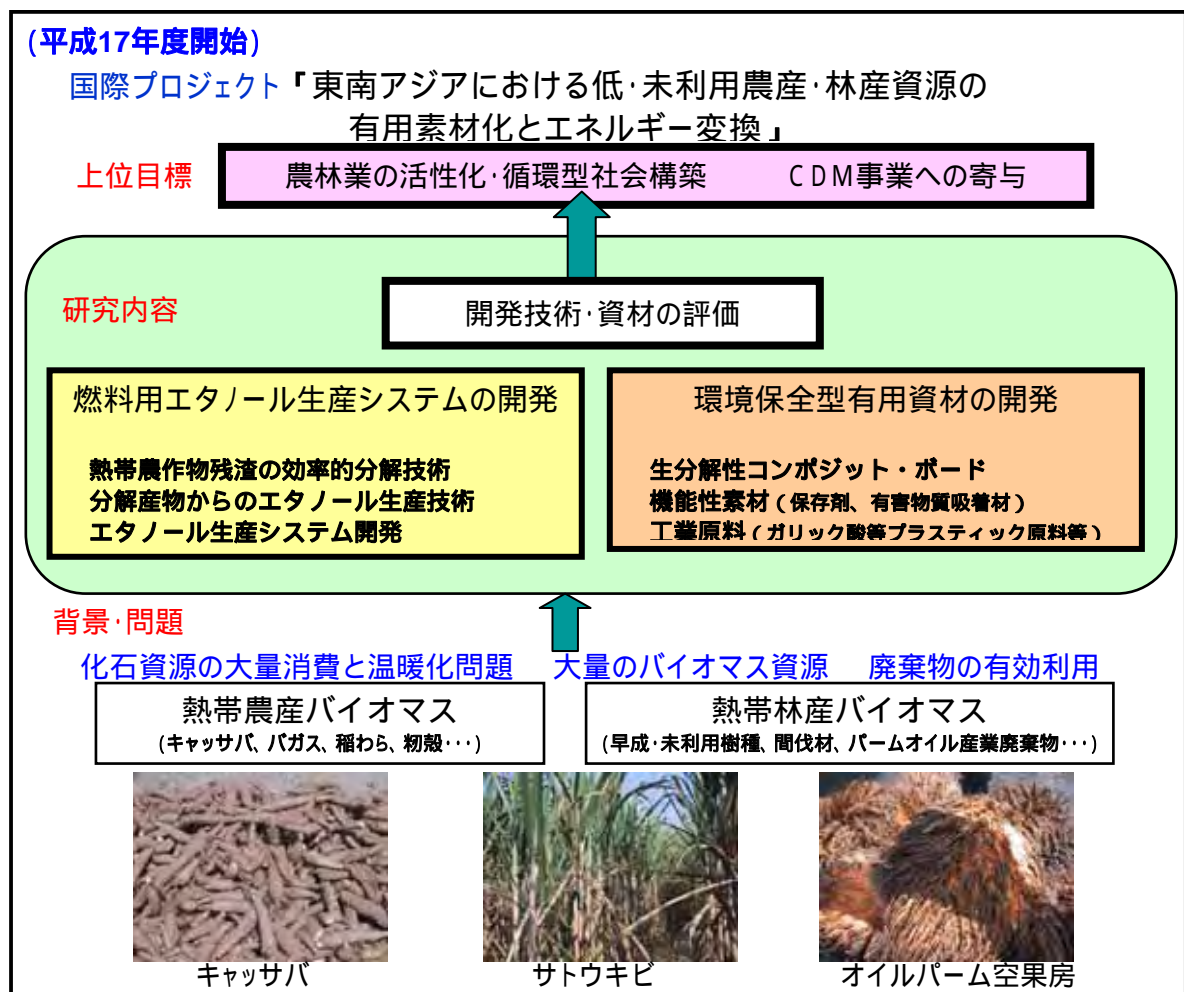 (平成17年度開始)
国際プロジェクト「東南アジアにおける低･未利用農産･林産資源の
有用素材化とエネルギー変換」
上位目標
農林業の活性化･循環型社会構築 CDM事業への寄与
研究内容
開発技術･資材の評価
燃料用エタノール生産システムの開発
熱帯農作物残渣の効率的分解技術
分解産物からのエタノール生産技術
エタノール生産システム開発
環境保全型有用資材の開発
生分解性コンポジット・ボード
機能性素材(保存剤、有害物質吸着材)
工業原料(ガリック酸等プラスティック原料等)
背景･問題
化石資源の大量消費と温暖化問題 大量のバイオマス資源 廃棄物の有効利用
熱帯農産バイオマス
(キャッサバ、バガス、稲わら、籾殻･･･)
熱帯林産バイオマス
(早成･未利用樹種、間伐材、パームオイル産業廃棄物･･･)
キャッサバ
サトウキビ
オイルパーム空果房